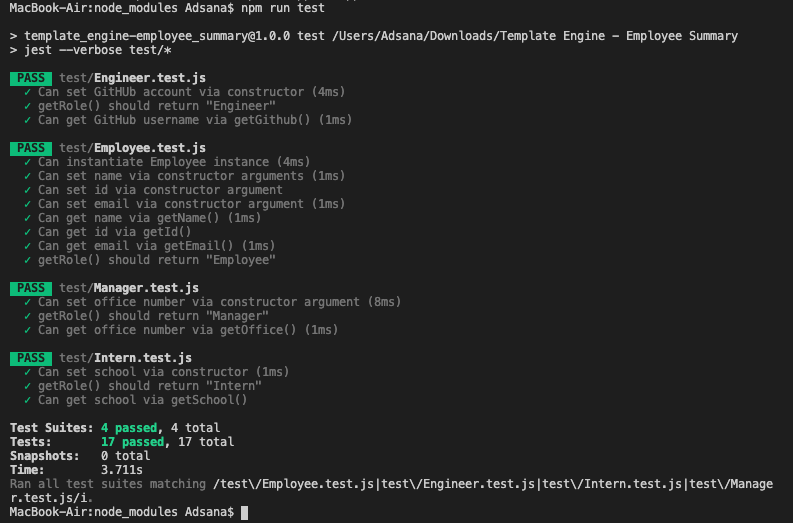 MacBook-Air:node_modules Adsana$ npm run test
> template_engine-employee_summary@1.0.0 test /Users/Adsana/Downloads/Template Engine - Employee Summary
> jest --verbose test/*
PASS test/Engineer.test.js
✓ Can set GitHUb account via constructor (4ms)
✓ getRole() should return "Engineer"
✓ Can get GitHub username via getGithub() (1ms)
PASS test/Employee.test.js
✓ Can instantiate Employee instance (4ms)
✓ Can set name via constructor arguments (1ms)
✓ Can set id via constructor argument
✓ Can set email via constructor argument (1ms)
✓ Can get name via getName() (1ms)
✓ Can get id via getId()
✓ Can get email via getEmail() (1ms)
✓ getRole() should return "Employee"
PASS test/Manager.test.js
✓ Can set office number via constructor argument (8ms)
✓ getRole() should return "Manager"
✓ Can get office number via getOffice() (1ms)
PASS test/Intern.test.js
✓ Can set school via constructor (1ms)
✓ getRole() should return "Intern"
✓ Can get school via getSchool()
Test Suites: 4 passed, 4 total
Tests: 17 passed, 17 total
Snapshots: 0 total
Time: 3.711s
Ran all test suites matching /test\/Employee.test.js|test\/Engineer.test.js|test\/Intern.test.js|test\/Manage
r.test.js/i.
MacBook-Air:node_modules Adsana$